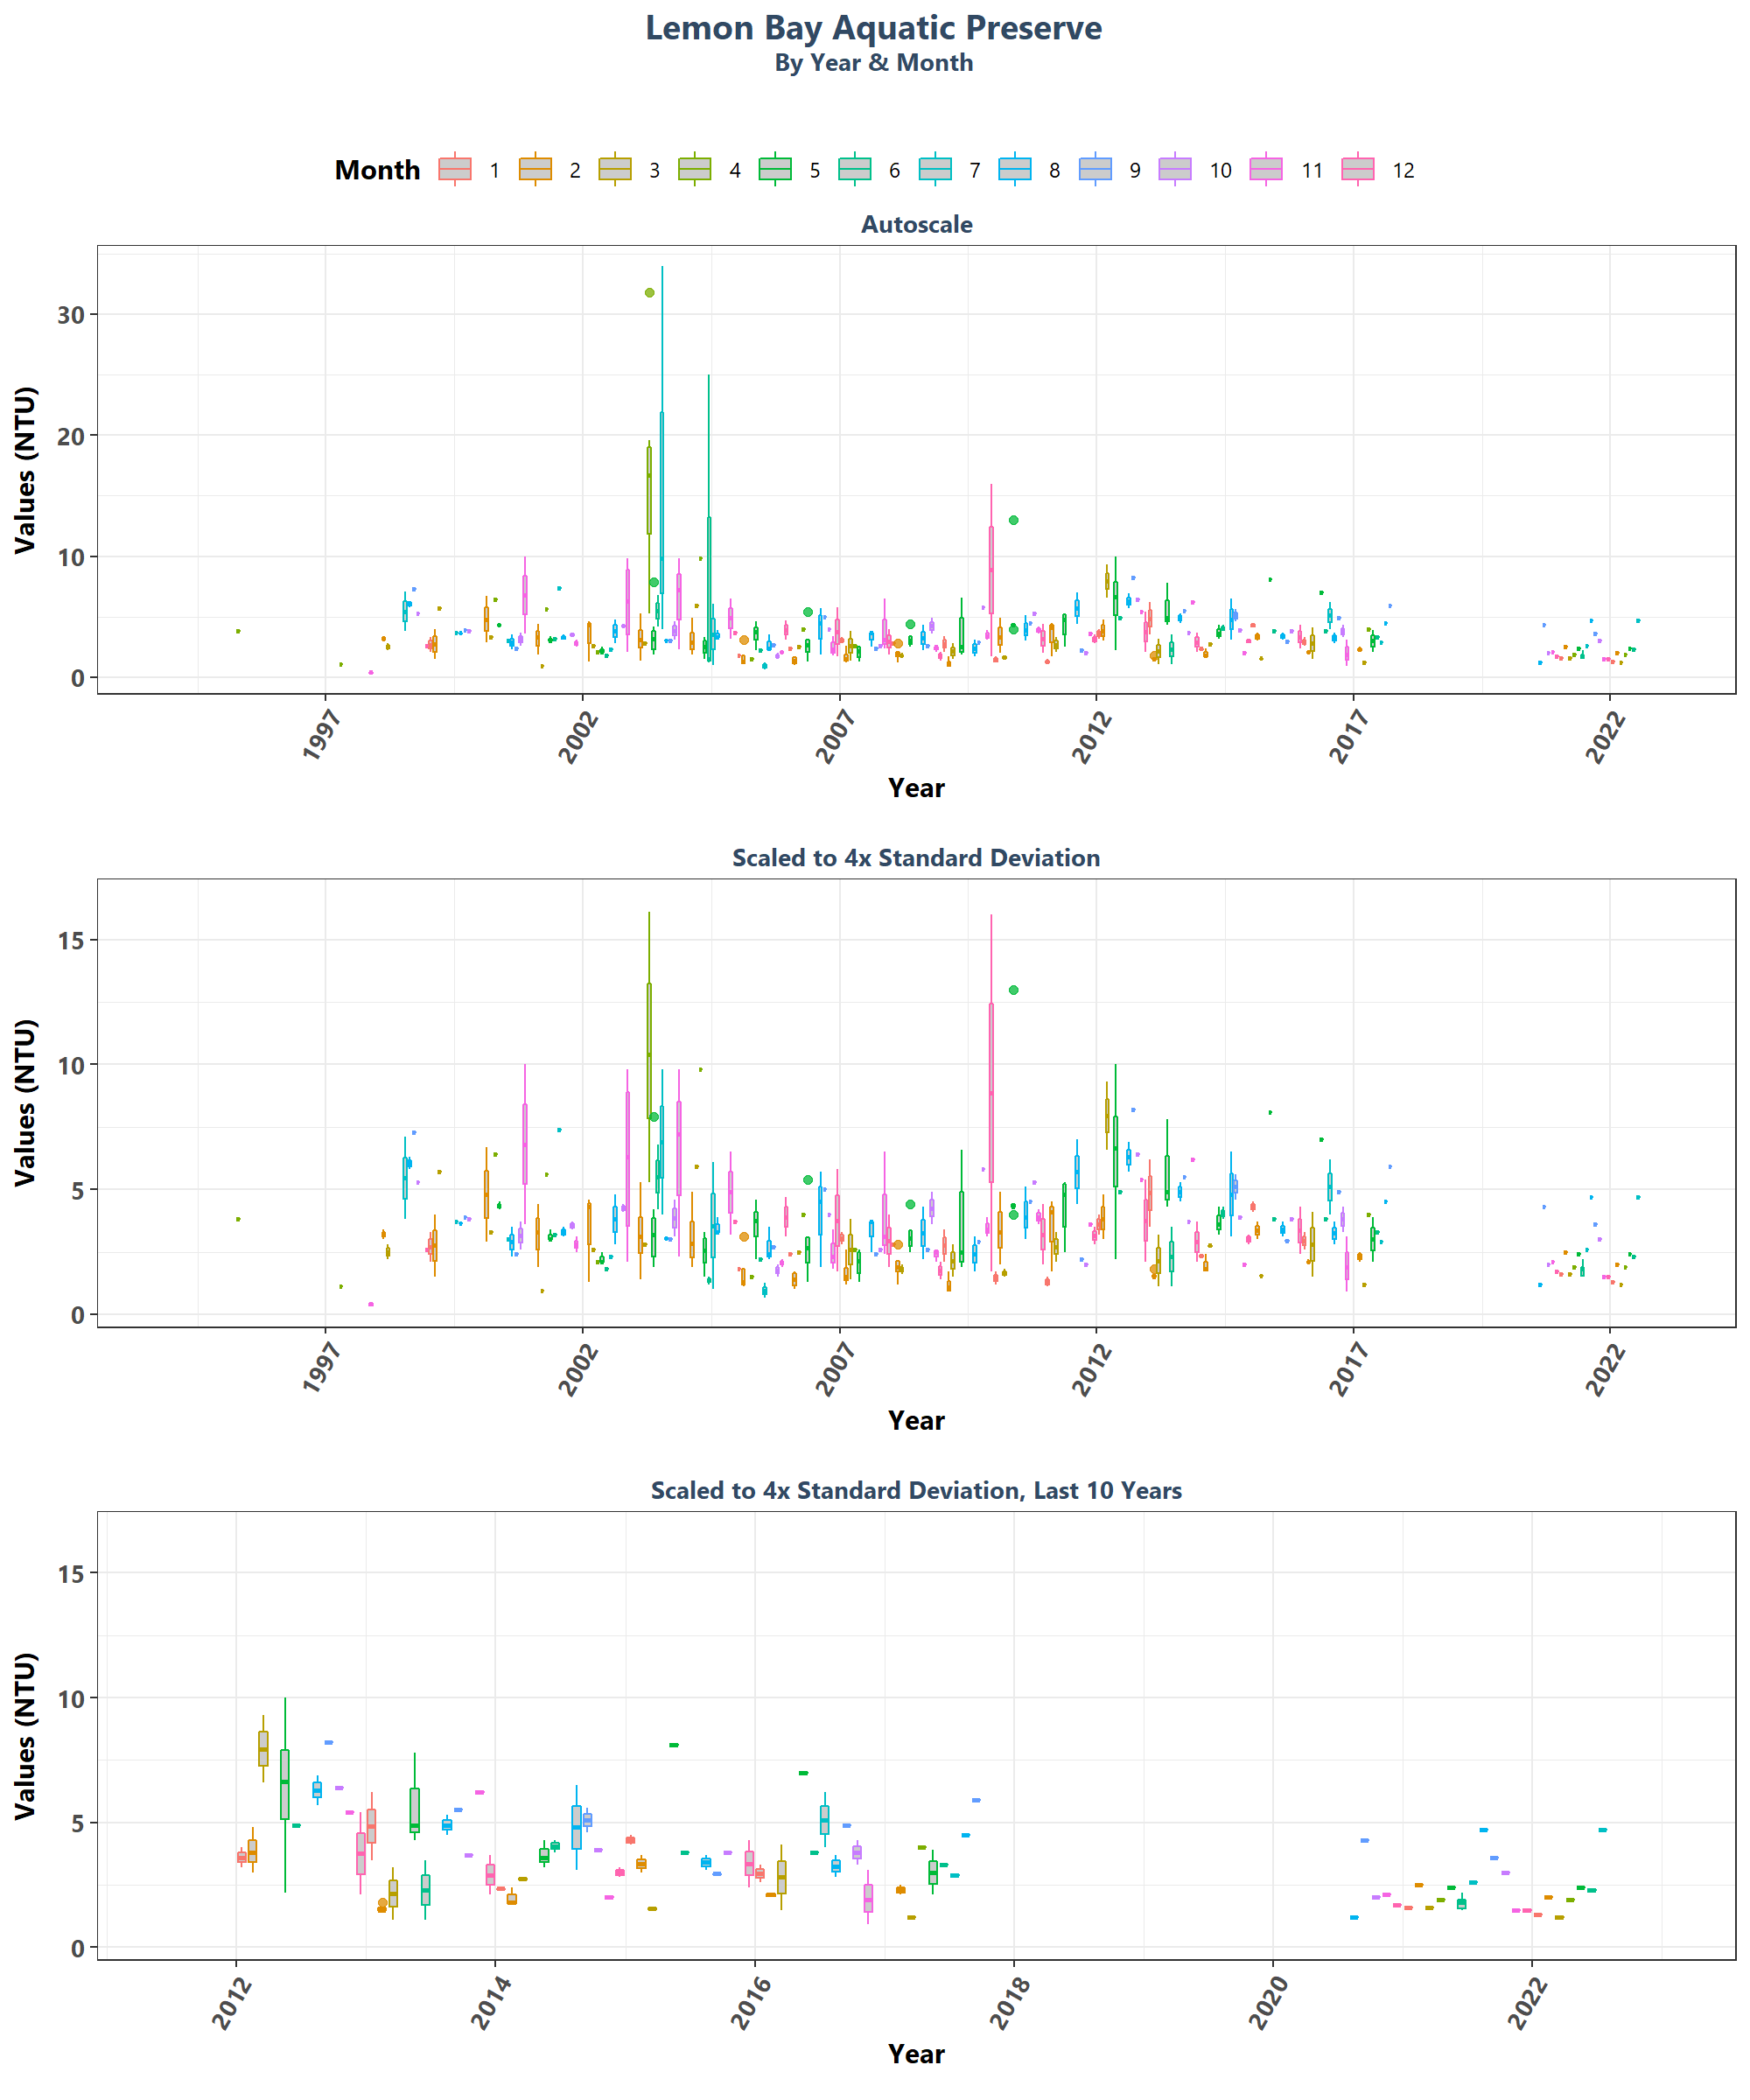 Lemon Bay Aquatic Preserve
By Year & Month
Month 1 2 3 4 5 6 7 8 9 10 11 12
Autoscale
Values (NTU)
30
20
10
0
1997 2002 2007 2012 2017 2022
Year
Scaled to 4x Standard Deviation
Values (NTU)
15
10
5
0
1997 2002 2007 2012 2017 2022
Year
Scaled to 4x Standard Deviation, Last 10 Years
Values (NTU)
15
10
5
0
2012 2014 2016 2018 2020 2022
Year